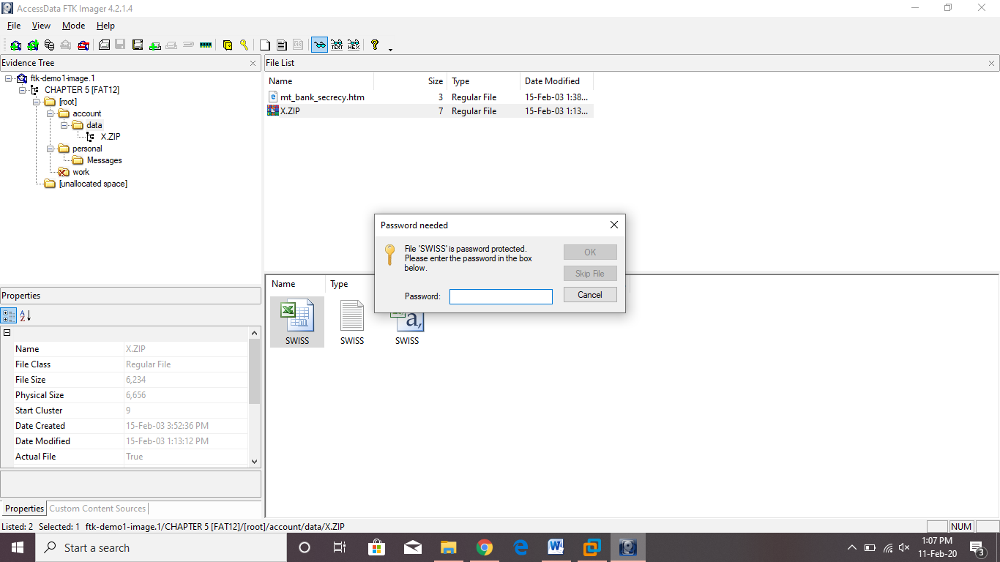 AccessData FTK Imager 4.2.1.4
File View Mode Help
TEXT HEX DIR
Evidence Tree
ftk-demo1-image.1
CHAPTER 5 [FAT12]
[root]
account
data
X.ZIP
personal
Messages
work
[unallocated space]
File List
Name Size Type Date Modified
mt_bank_secrecy.htm 3 Regular File 15-Feb-03 1:38...
X.ZIP 7 Regular File 15-Feb-03 1:13...
Password needed
File 'SWISS' is password protected.
Please enter the password in the box
below.
Password:
OK
Skip File
Cancel
Name Type
SWISS SWISS SWISS
Properties
Name X.ZIP
File Class Regular File
File Size 6,234
Physical Size 6,656
Start Cluster 9
Date Created 15-Feb-03 3:52:36 PM
Date Modified 15-Feb-03 1:13:12 PM
Actual File True
Properties Custom Content Sources
Listed: 2 Selected: 1 ftk-demo1-image.1/CHAPTER 5 [FAT12]/[root]/account/data/X.ZIP
NUM
Start a search
1:07 PM
11-Feb-20
3